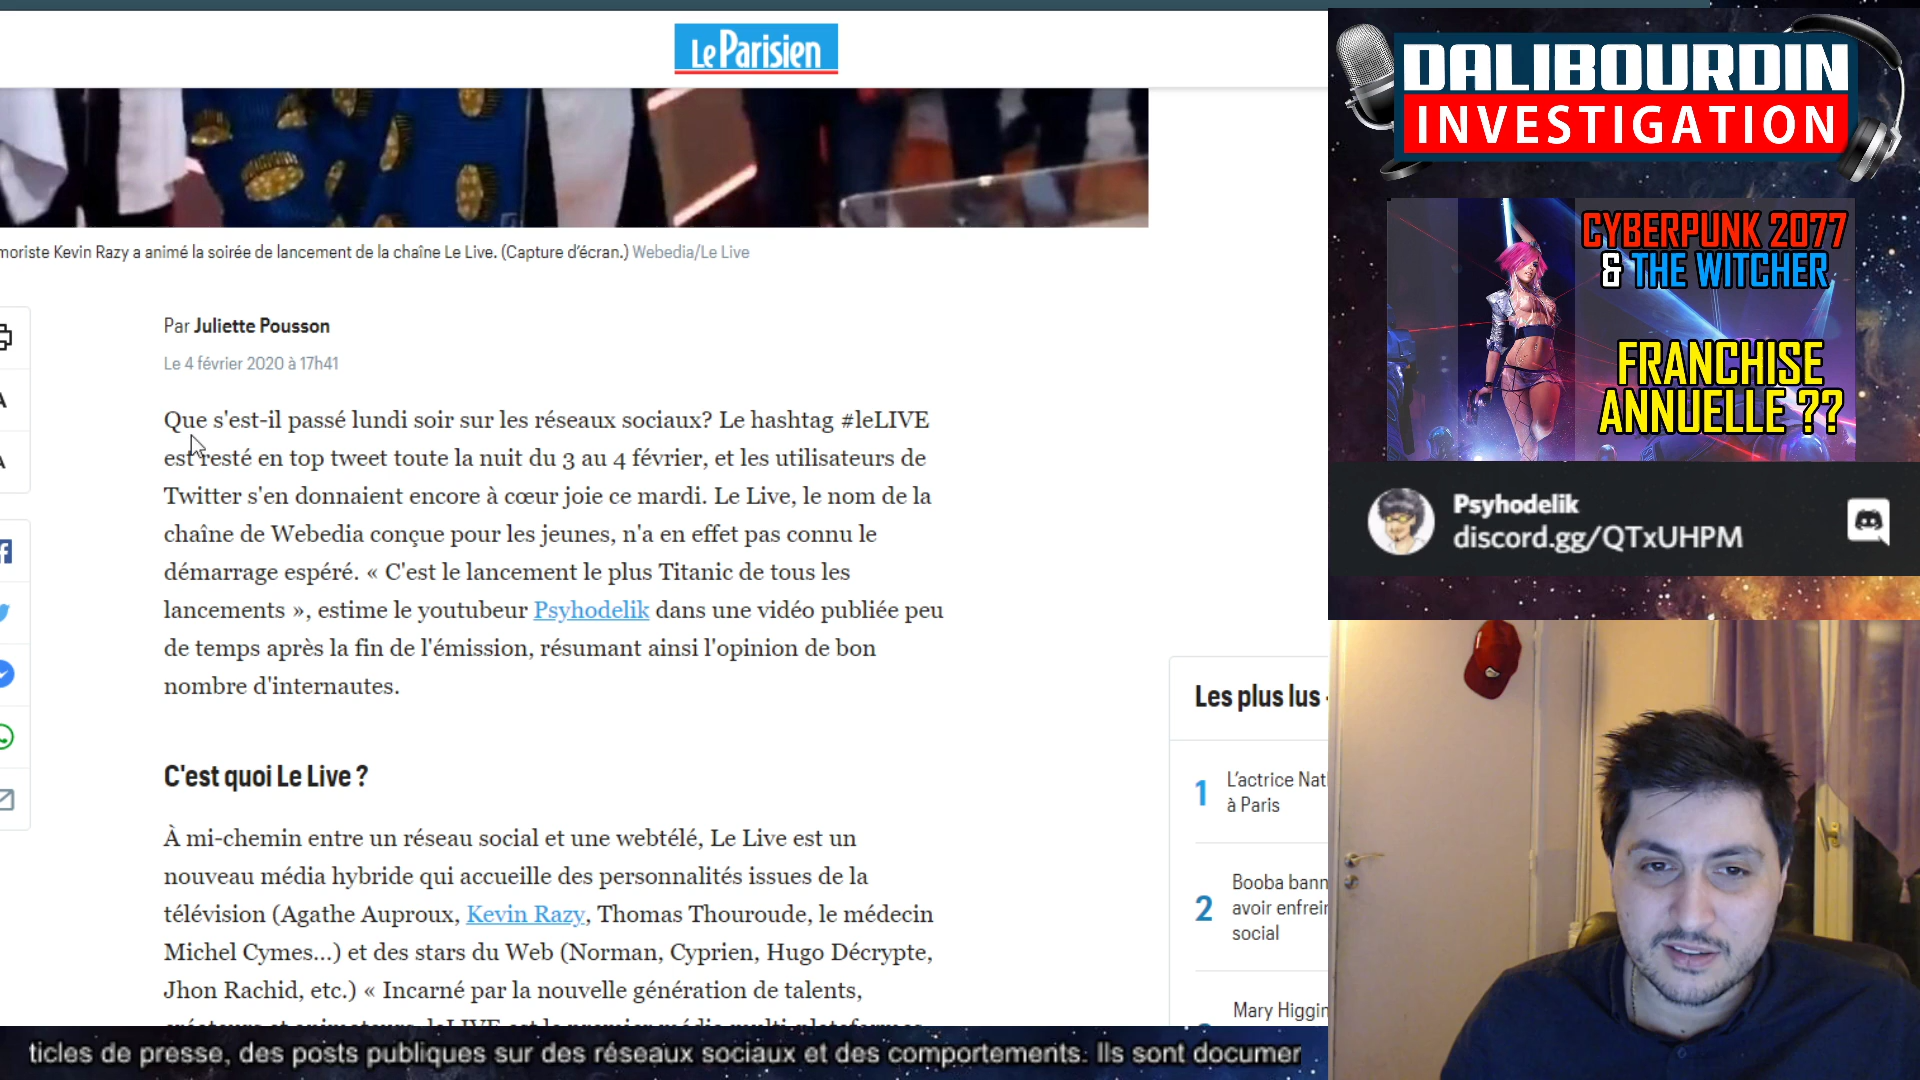 Le Parisien
moriste Kevin Razy a animé la soirée de lancement de la chaîne Le Live. (Capture d'écran.) Webedia/Le Live
Par Juliette Pousson
Le 4 février 2020 à 17h41
Que s'est-il passé lundi soir sur les réseaux sociaux? Le hashtag #leLIVE
est resté en top tweet toute la nuit du 3 au 4 février, et les utilisateurs de
Twitter s'en donnaient encore à cœur joie ce mardi. Le Live, le nom de la
chaîne de Webedia conçue pour les jeunes, n'a en effet pas connu le
démarrage espéré. « C'est le lancement le plus Titanic de tous les
lancements », estime le youtubeur Psyhodelik dans une vidéo publiée peu
de temps après la fin de l'émission, résumant ainsi l'opinion de bon
nombre d'internautes.
C'est quoi Le Live ?
À mi-chemin entre un réseau social et une webtélé, Le Live est un
nouveau média hybride qui accueille des personnalités issues de la
télévision (Agathe Auproux, Kevin Razy, Thomas Thouroude, le médecin
Michel Cymes...) et des stars du Web (Norman, Cyprien, Hugo Décrypte,
Jhon Rachid, etc.) « Incarné par la nouvelle génération de talents,
Les plus lus
1
L'actrice Nat
à Paris
2
Booba bann
avoir enfrei
social
Mary Higgin
DALIBOURDIN
INVESTIGATION
CYBERPUNK 2077
& THE WITCHER
FRANCHISE
ANNUELLE ??
Psyhodelik
discord.gg/QTxUHPM
ticles de presse, des posts publiques sur des réseaux sociaux et des comportements. Ils sont documer